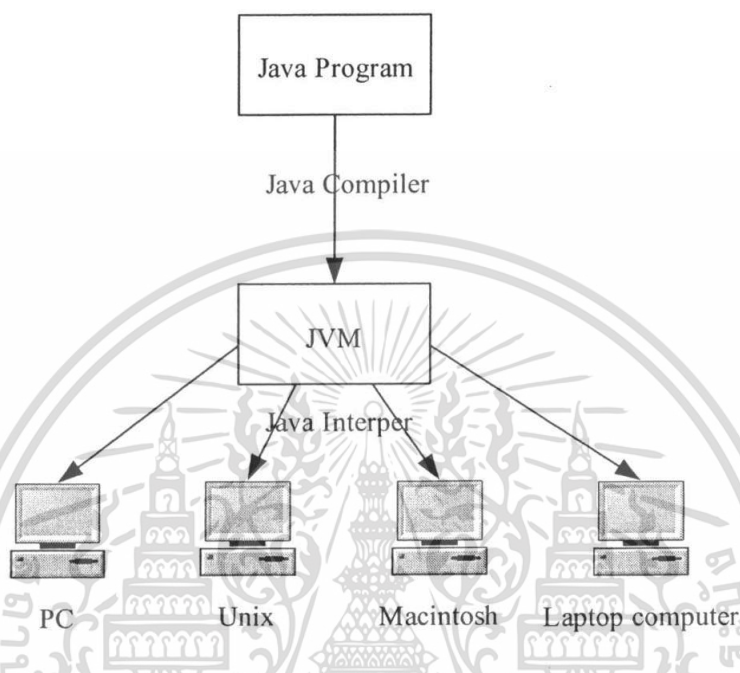 Java Program
Java Compiler
JVM
Java Interper
PC
Unix
Macintosh
Laptop computer